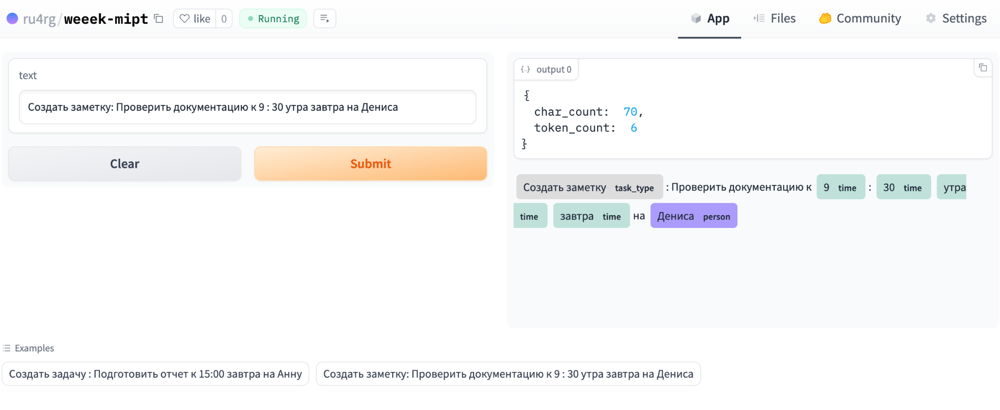 ru4rg/weeek-mipt like 0 Running App Files Community Settings
text
Создать заметку: Проверить документацию к 9 : 30 утра завтра на Дениса
Clear Submit
output 0
{
char_count: 70,
token_count: 6
}
Создать заметку task_type : Проверить документацию к 9 time : 30 time утра
time завтра time на Дениса person
Examples
Создать задачу : Подготовить отчет к 15:00 завтра на Анну
Создать заметку: Проверить документацию к 9 : 30 утра завтра на Дениса